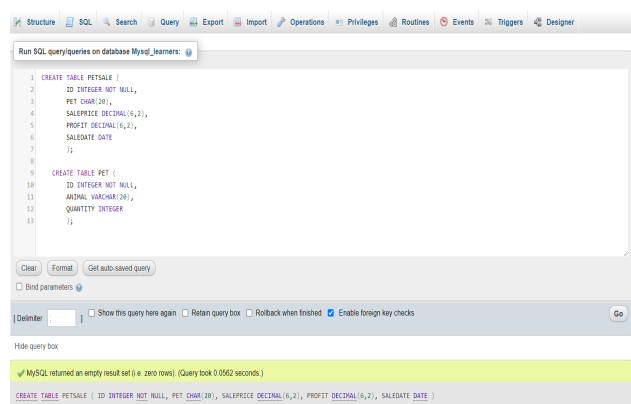 Structure SQL Search Query Export Import Operations Privileges Routines Events Triggers Designer
Run SQL query/queries on database Mysql_learners:
1 CREATE TABLE PETSALE (
2 ID INTEGER NOT NULL,
3 PET CHAR(20),
4 SALEPRICE DECIMAL(6,2),
5 PROFIT DECIMAL(6,2),
6 SALEDATE DATE
7 );
8
9 CREATE TABLE PET (
10 ID INTEGER NOT NULL,
11 ANIMAL VARCHAR(20),
12 QUANTITY INTEGER
13 );
Clear Format Get auto-saved query
Bind parameters
[ Delimiter ; ] Show this query here again Retain query box Rollback when finished Enable foreign key checks Go
Hide query box
MySQL returned an empty result set (i.e. zero rows). (Query took 0.0562 seconds.)
CREATE TABLE PETSALE ( ID INTEGER NOT NULL, PET CHAR(20), SALEPRICE DECIMAL(6,2), PROFIT DECIMAL(6,2), SALEDATE DATE )